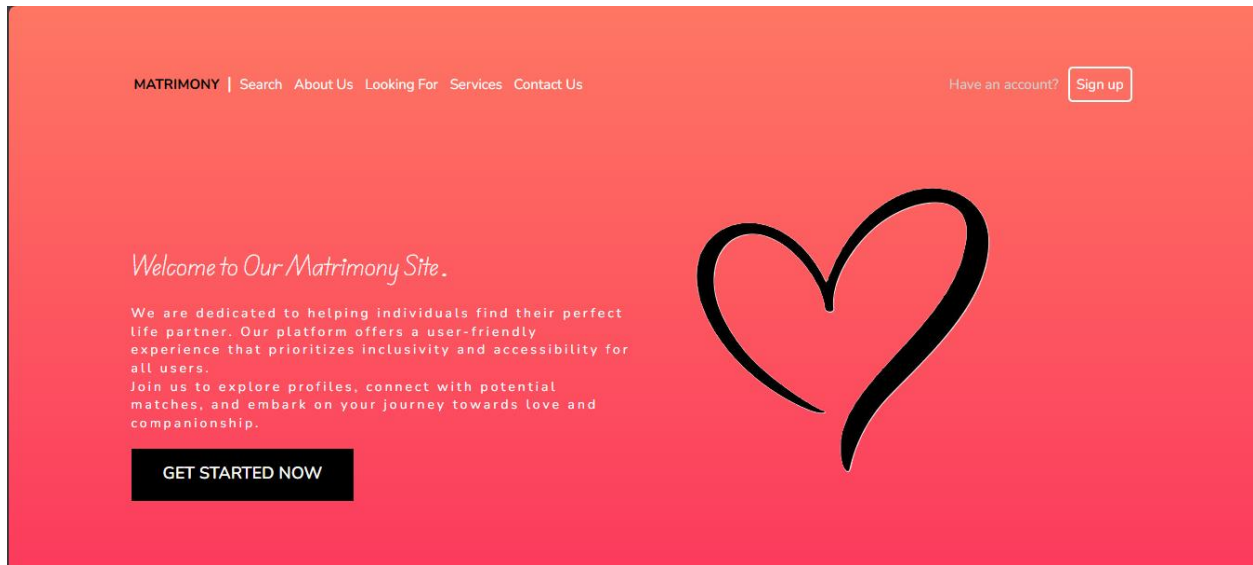 MATRIMONY | Search About Us Looking For Services Contact Us
Have an account? Sign up
Welcome to Our Matrimony Site.
We are dedicated to helping individuals find their perfect
life partner. Our platform offers a user-friendly
experience that prioritizes inclusivity and accessibility for
all users.
Join us to explore profiles, connect with potential
matches, and embark on your journey towards love and
companionship.
GET STARTED NOW